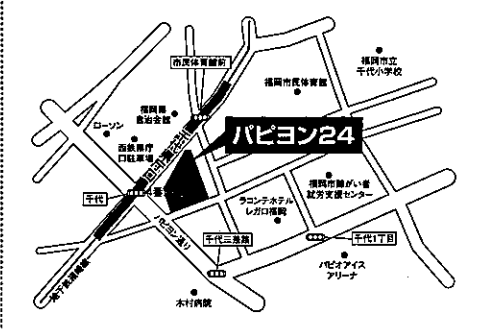 市民体育館前
福岡市立
千代小学校
福岡市民体育館
福岡県
自治会館
ローソン
西鉄県庁
口駐車場
パピヨン24
千代
4番
ラコンテホテル
レガロ福岡
福岡市障がい者
就労支援センター
パピヨン通り
千代三差路
千代1丁目
パピオアイス
アリーナ
地下鉄箱崎線
木村病院